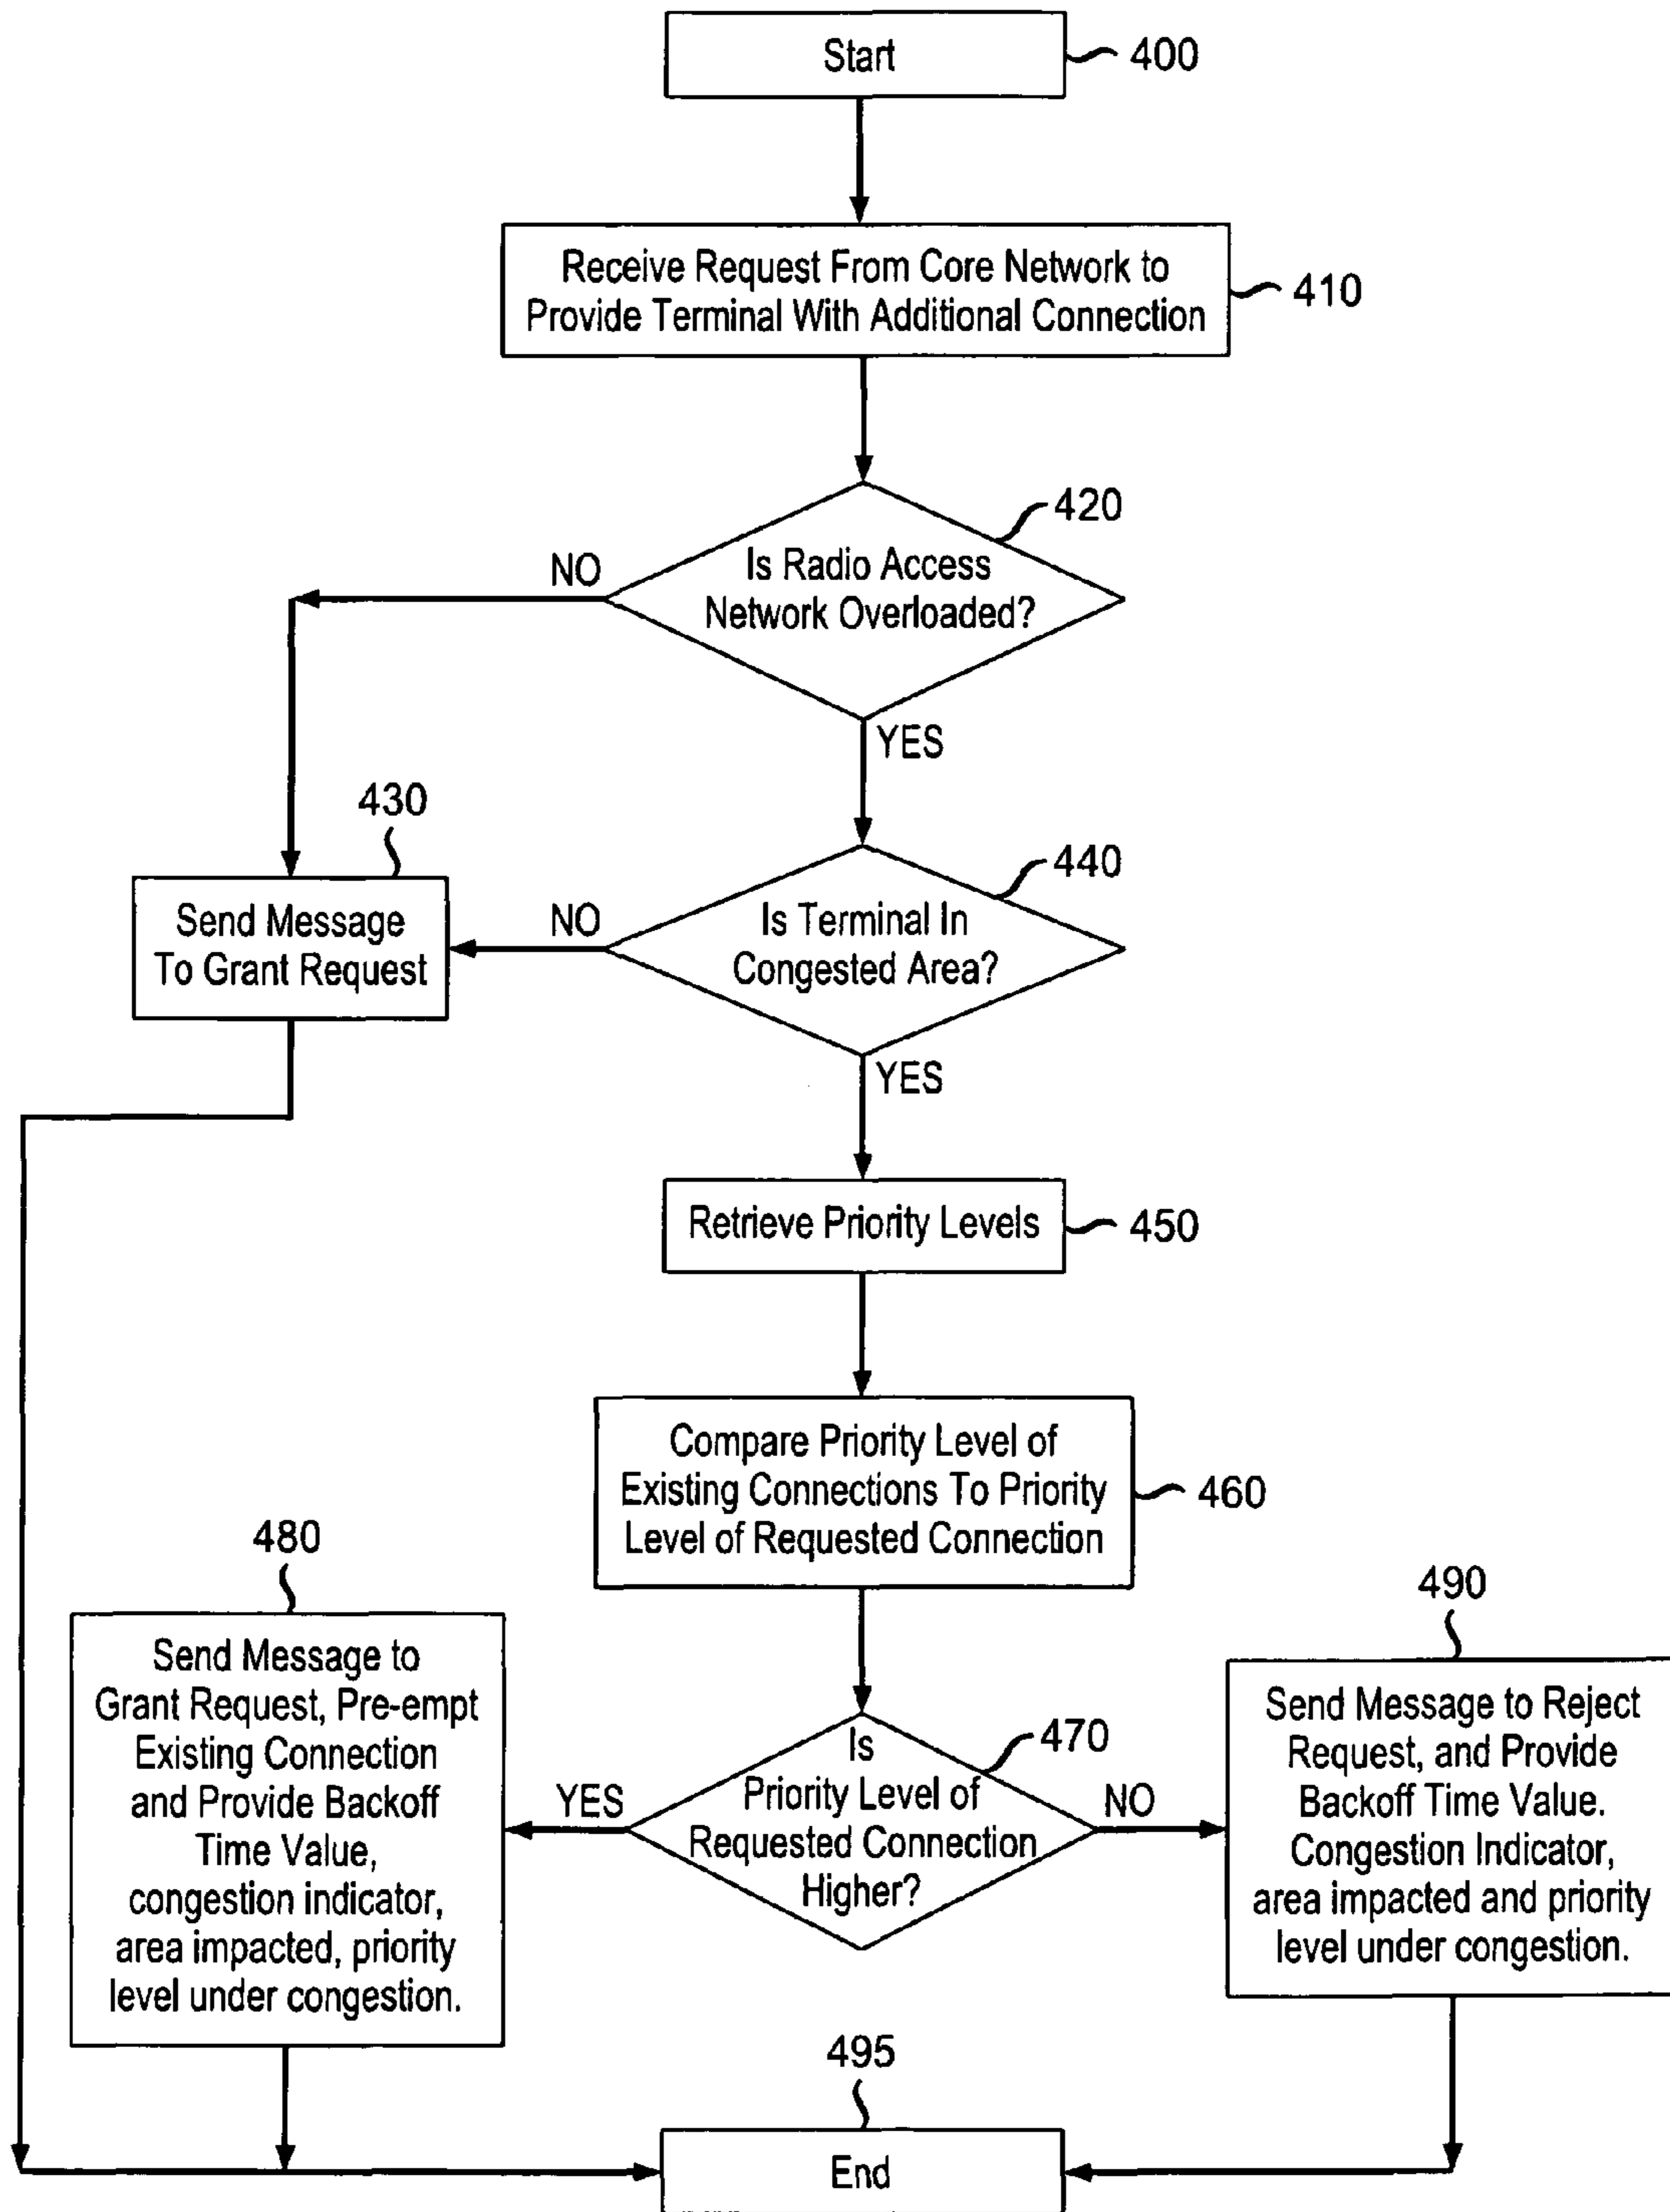 Start
400
Receive Request From Core Network to
Provide Terminal With Additional Connection
410
420
Is Radio Access
Network Overloaded?
NO
YES
430
Send Message
To Grant Request
440
Is Terminal In
Congested Area?
NO
YES
Retrieve Priority Levels
450
Compare Priority Level of
Existing Connections To Priority
Level of Requested Connection
460
470
Is
Priority Level of
Requested Connection
Higher?
YES
NO
480
Send Message to
Grant Request, Pre-empt
Existing Connection
and Provide Backoff
Time Value,
congestion indicator,
area impacted, priority
level under congestion.
490
Send Message to Reject
Request, and Provide
Backoff Time Value.
Congestion Indicator,
area impacted and priority
level under congestion.
495
End